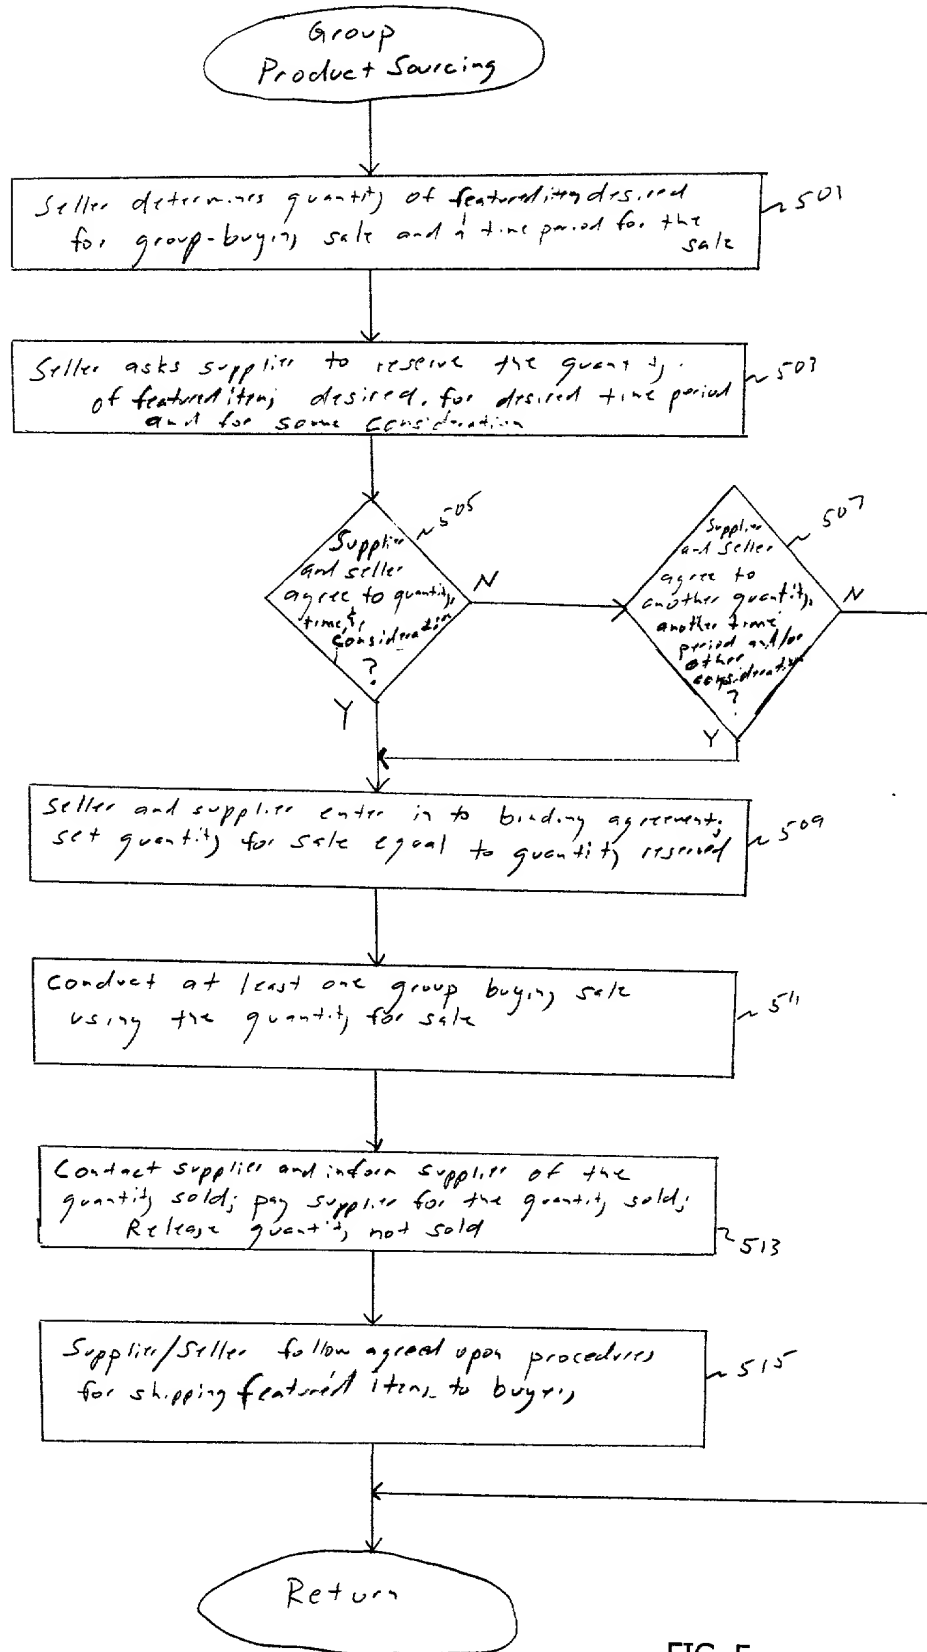 Group
Product Sourcing
Seller determines quantity of featured item desired
for group-buying sale and a time period for the
sale
501
Seller asks supplier to reserve the quantity
of featured items desired, for desired time period
and for some consideration
503
505
Supplier
and seller
agree to quantity,
time, &
consideration
?
N
Y
507
Supplier
and seller
agree to
another quantity,
another time
period and/or
other
consideration
?
N
Y
Seller and supplier enter in to binding agreement;
set quantity for sale equal to quantity reserved
509
Conduct at least one group buying sale
using the quantity for sale
511
Contact supplier and inform supplier of the
quantity sold; pay supplier for the quantity sold;
Release quantity not sold
513
Supplier/Seller follow agreed upon procedures
for shipping featured items to buyers
515
Return
FIG. 5